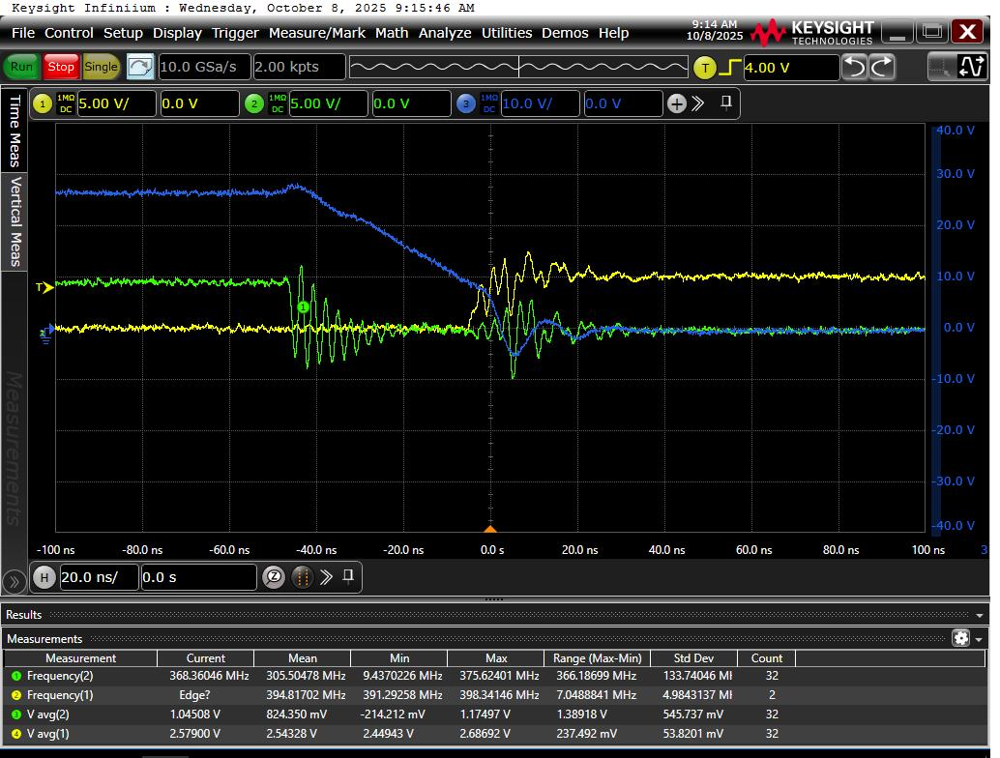 Keysight Infiniium : Wednesday, October 8, 2025 9:15:46 AM
File Control Setup Display Trigger Measure/Mark Math Analyze Utilities Demos Help
9:14 AM
10/8/2025
KEYSIGHT
TECHNOLOGIES
Run Stop Single 10.0 GSa/s 2.00 kpts T 4.00 V
1 1MΩ DC 5.00 V/ 0.0 V 2 1MΩ DC 5.00 V/ 0.0 V 3 1MΩ DC 10.0 V/ 0.0 V
Time Meas
Vertical Meas
Measurements
40.0 V
30.0 V
20.0 V
10.0 V
0.0 V
-10.0 V
-20.0 V
-30.0 V
-40.0 V
T
1
-100 ns -80.0 ns -60.0 ns -40.0 ns -20.0 ns 0.0 s 20.0 ns 40.0 ns 60.0 ns 80.0 ns 100 ns 3
H 20.0 ns/ 0.0 s
Results
Measurements
Measurement Current Mean Min Max Range (Max-Min) Std Dev Count
1 Frequency(2) 368.36046 MHz 305.50478 MHz 9.4370226 MHz 375.62401 MHz 366.18699 MHz 133.74046 MI 32
2 Frequency(1) Edge? 394.81702 MHz 391.29258 MHz 398.34146 MHz 7.0488841 MHz 4.9843137 MI 2
3 V avg(2) 1.04508 V 824.350 mV -214.212 mV 1.17497 V 1.38918 V 545.737 mV 32
4 V avg(1) 2.57900 V 2.54328 V 2.44943 V 2.68692 V 237.492 mV 53.8201 mV 32